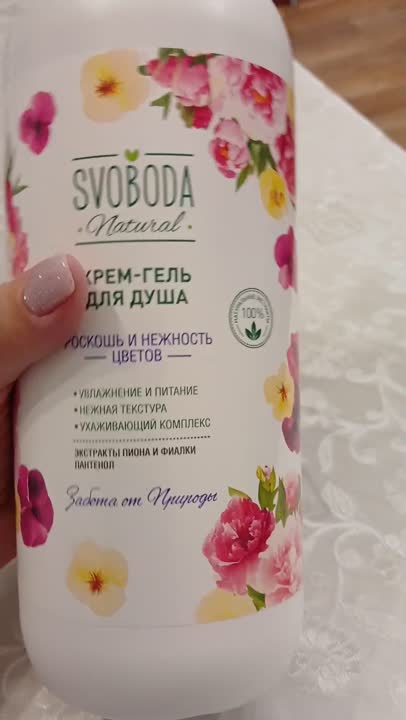 SVOBODA
Natural
КРЕМ-ГЕЛЬ
ДЛЯ ДУША
РОСКОШЬ И НЕЖНОСТЬ
ЦВЕТОВ
100%
• УВЛАЖНЕНИЕ И ПИТАНИЕ
• НЕЖНАЯ ТЕКСТУРА
• УХАЖИВАЮЩИЙ КОМПЛЕКС
ЭКСТРАКТЫ ПИОНА И ФИАЛКИ
ПАНТЕНОЛ
Забота от Природы